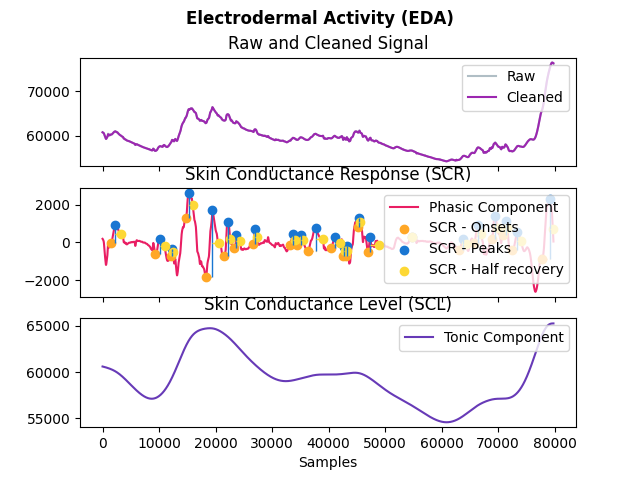 Electrodermal Activity (EDA)
Raw and Cleaned Signal
Raw
Cleaned
70000
60000
Skin Conductance Response (SCR)
Phasic Component
SCR - Onsets
SCR - Peaks
SCR - Half recovery
2000
0
−2000
Skin Conductance Level (SCL)
Tonic Component
65000
60000
55000
0 10000 20000 30000 40000 50000 60000 70000 80000
Samples